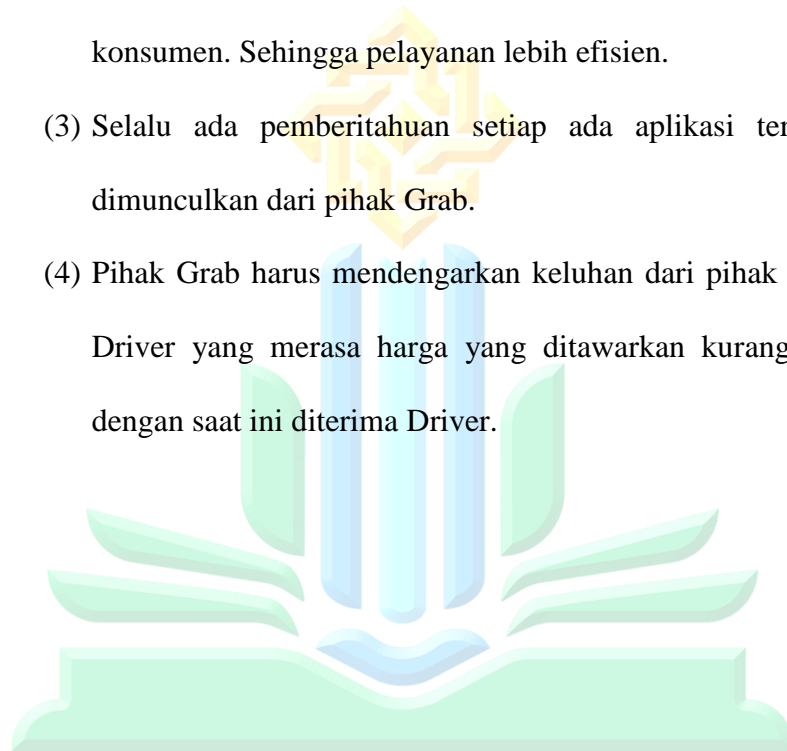 konsumen. Sehingga pelayanan lebih efisien.
(3) Selalu ada pemberitahuan setiap ada aplikasi
dimunculkan dari pihak Grab.
(4) Pihak Grab harus mendengarkan keluhan dari pihak
Driver yang merasa harga yang ditawarkan kurang
dengan saat ini diterima Driver.